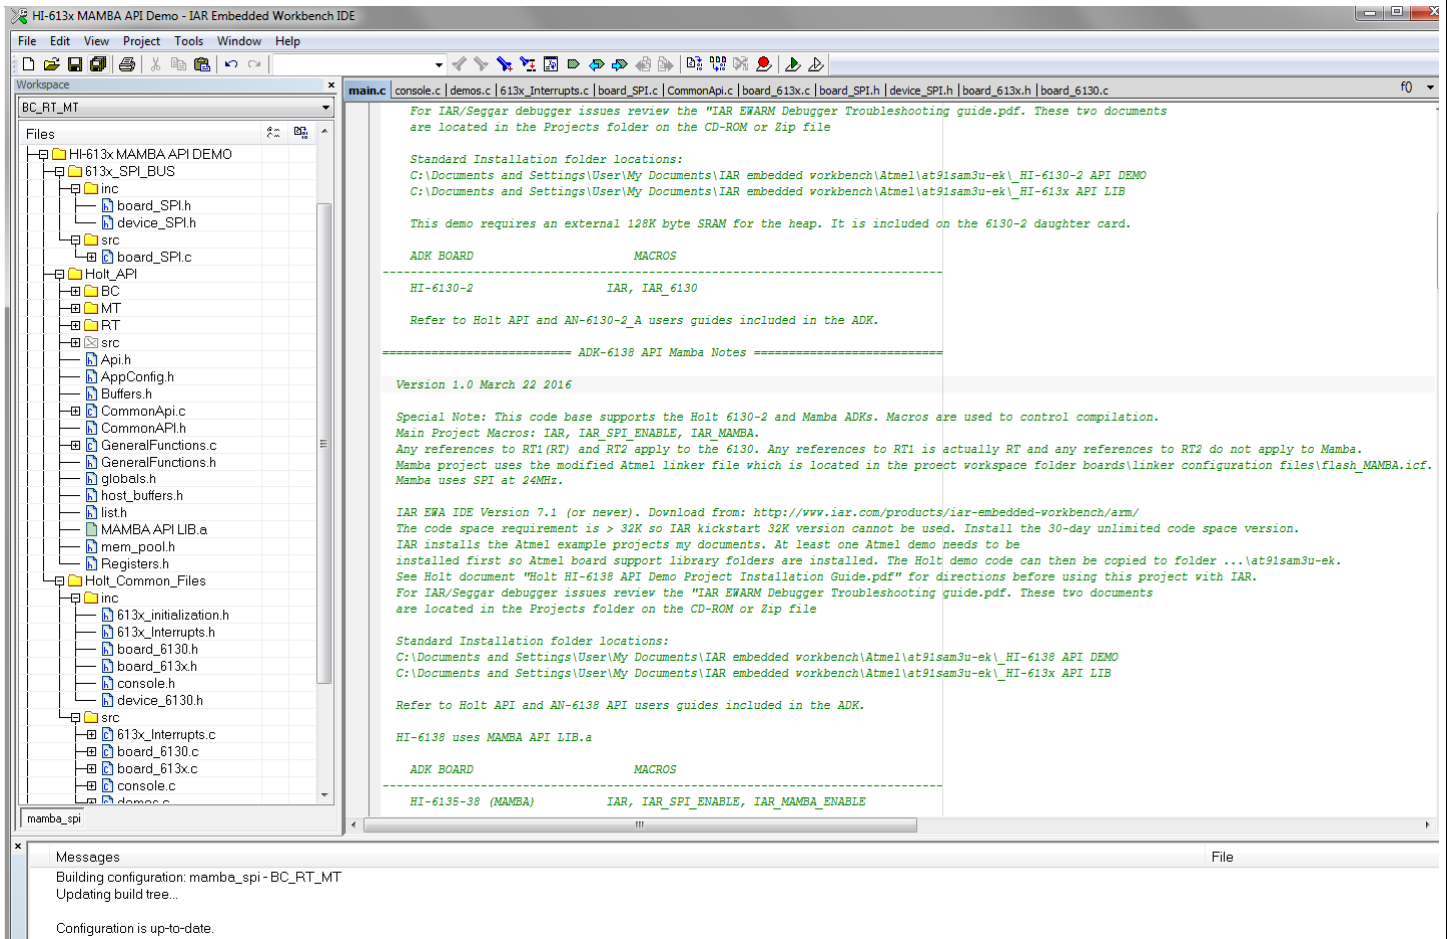 HI-613x MAMBA API Demo - IAR Embedded Workbench IDE
File Edit View Project Tools Window Help
Workspace
BC_RT_MT
Files
HI-613x MAMBA API DEMO
613x_SPI_BUS
inc
board_SPI.h
device_SPI.h
src
board_SPI.c
Holt_API
BC
MT
RT
src
Api.h
AppConfig.h
Buffers.h
CommonApi.c
CommonAPI.h
GeneralFunctions.c
GeneralFunctions.h
globals.h
host_buffers.h
list.h
MAMBA API LIB.a
mem_pool.h
Registers.h
Holt_Common_Files
inc
613x_initialization.h
613x_Interrupts.h
board_6130.h
board_613x.h
console.h
device_6130.h
src
613x_Interrupts.c
board_6130.c
board_613x.c
console.c
demos.c
mamba_spi
main.c | console.c | demos.c | 613x_Interrupts.c | board_SPI.c | CommonApi.c | board_613x.c | board_SPI.h | device_SPI.h | board_613x.h | board_6130.c f()
For IAR/Seggar debugger issues review the "IAR EWARM Debugger Troubleshooting guide.pdf. These two documents
are located in the Projects folder on the CD-ROM or Zip file
Standard Installation folder locations:
C:\Documents and Settings\User\My Documents\IAR embedded workbench\Atmel\at91sam3u-ek\_HI-6130-2 API DEMO
C:\Documents and Settings\User\My Documents\IAR embedded workbench\Atmel\at91sam3u-ek\_HI-613x API LIB
This demo requires an external 128K byte SRAM for the heap. It is included on the 6130-2 daughter card.
ADK BOARD MACROS
--------------------------------------------------------------------------------
HI-6130-2 IAR, IAR_6130
Refer to Holt API and AN-6130-2_A users guides included in the ADK.
=========================== ADK-6138 API Mamba Notes ===========================
Version 1.0 March 22 2016
Special Note: This code base supports the Holt 6130-2 and Mamba ADKs. Macros are used to control compilation.
Main Project Macros: IAR, IAR_SPI_ENABLE, IAR_MAMBA.
Any references to RT1(RT) and RT2 apply to the 6130. Any references to RT1 is actually RT and any references to RT2 do not apply to Mamba.
Mamba project uses the modified Atmel linker file which is located in the proect workspace folder boards\linker configuration files\flash_MAMBA.icf.
Mamba uses SPI at 24MHz.
IAR EWA IDE Version 7.1 (or newer). Download from: http://www.iar.com/products/iar-embedded-workbench/arm/
The code space requirement is > 32K so IAR kickstart 32K version cannot be used. Install the 30-day unlimited code space version.
IAR installs the Atmel example projects my documents. At least one Atmel demo needs to be
installed first so Atmel board support library folders are installed. The Holt demo code can then be copied to folder ...\at91sam3u-ek.
See Holt document "Holt HI-6138 API Demo Project Installation Guide.pdf" for directions before using this project with IAR.
For IAR/Seggar debugger issues review the "IAR EWARM Debugger Troubleshooting guide.pdf. These two documents
are located in the Projects folder on the CD-ROM or Zip file
Standard Installation folder locations:
C:\Documents and Settings\User\My Documents\IAR embedded workbench\Atmel\at91sam3u-ek\_HI-6138 API DEMO
C:\Documents and Settings\User\My Documents\IAR embedded workbench\Atmel\at91sam3u-ek\_HI-613x API LIB
Refer to Holt API and AN-6138 API users guides included in the ADK.
HI-6138 uses MAMBA API LIB.a
ADK BOARD MACROS
--------------------------------------------------------------------------------
HI-6135-38 (MAMBA) IAR, IAR_SPI_ENABLE, IAR_MAMBA_ENABLE
Messages File
Building configuration: mamba_spi - BC_RT_MT
Updating build tree...
Configuration is up-to-date.